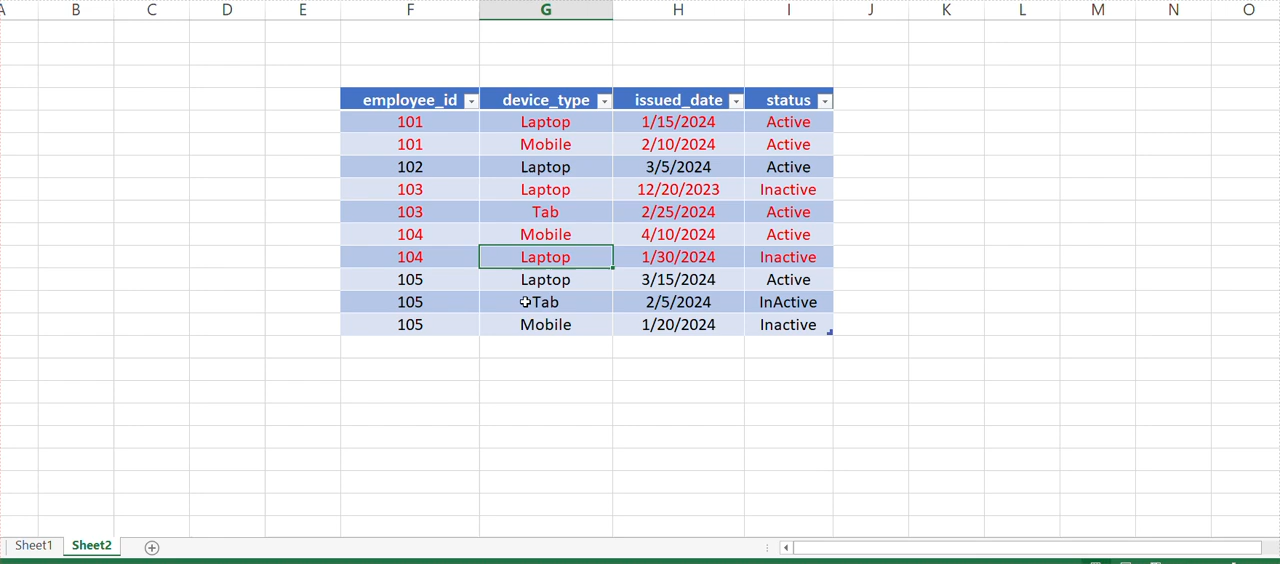 A B C D E F G H I J K L M N O
employee_id device_type issued_date status
101 Laptop 1/15/2024 Active
101 Mobile 2/10/2024 Active
102 Laptop 3/5/2024 Active
103 Laptop 12/20/2023 Inactive
103 Tab 2/25/2024 Active
104 Mobile 4/10/2024 Active
104 Laptop 1/30/2024 Inactive
105 Laptop 3/15/2024 Active
105 Tab 2/5/2024 InActive
105 Mobile 1/20/2024 Inactive
Sheet1 Sheet2